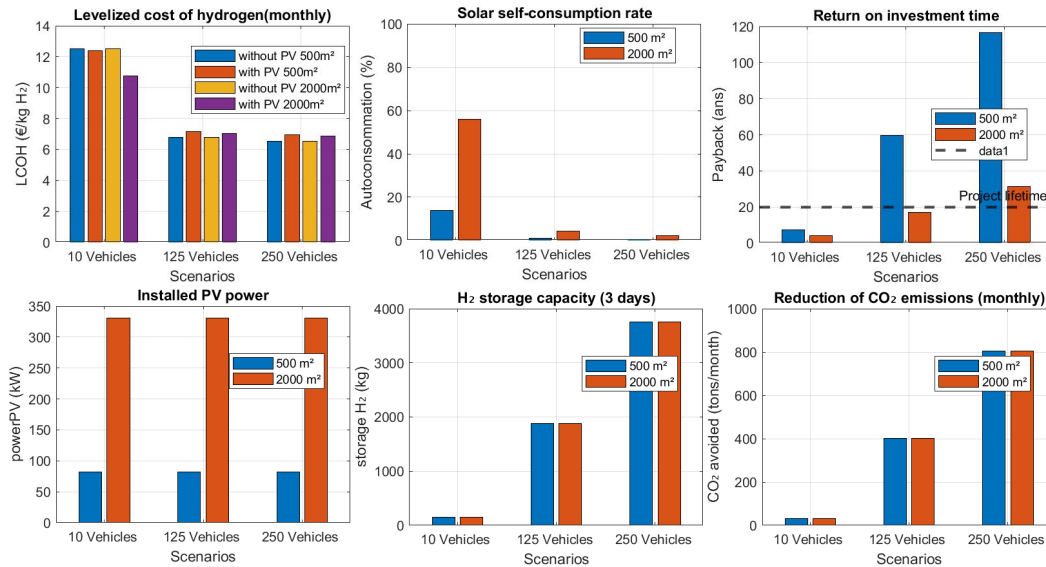 Levelized cost of hydrogen(monthly)
LCOH (€/kg H₂)
14
12
10
8
6
4
2
0
without PV 500m²
with PV 500m²
without PV 2000m²
with PV 2000m²
10 Vehicles
125 Vehicles
250 Vehicles
Scenarios
Solar self-consumption rate
Autoconsommation (%)
100
80
60
40
20
0
500 m²
2000 m²
10 Vehicles
125 Vehicles
250 Vehicles
Scenarios
Return on investment time
Payback (ans)
120
100
80
60
40
20
0
500 m²
2000 m²
data1
Project lifetime
10 Vehicles
125 Vehicles
250 Vehicles
Scenarios
Installed PV power
powerPV (kW)
350
300
250
200
150
100
50
0
500 m²
2000 m²
10 Vehicles
125 Vehicles
250 Vehicles
Scenarios
H₂ storage capacity (3 days)
storage H₂ (kg)
4000
3000
2000
1000
0
500 m²
2000 m²
10 Vehicles
125 Vehicles
250 Vehicles
Scenarios
Reduction of CO₂ emissions (monthly)
CO₂ avoided (tons/month)
1000
800
600
400
200
0
500 m²
2000 m²
10 Vehicles
125 Vehicles
250 Vehicles
Scenarios